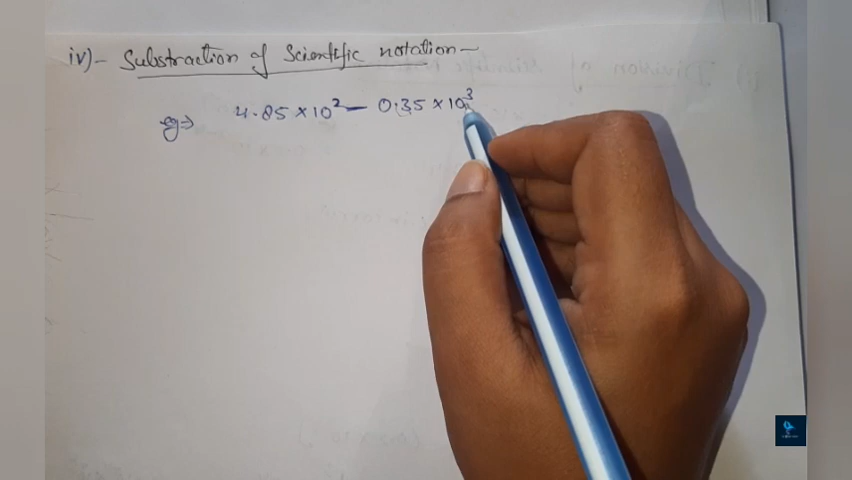 iv)- Substraction of Scientific notation -
eg⇒ 4.85 × 10² - 0.35 × 10³